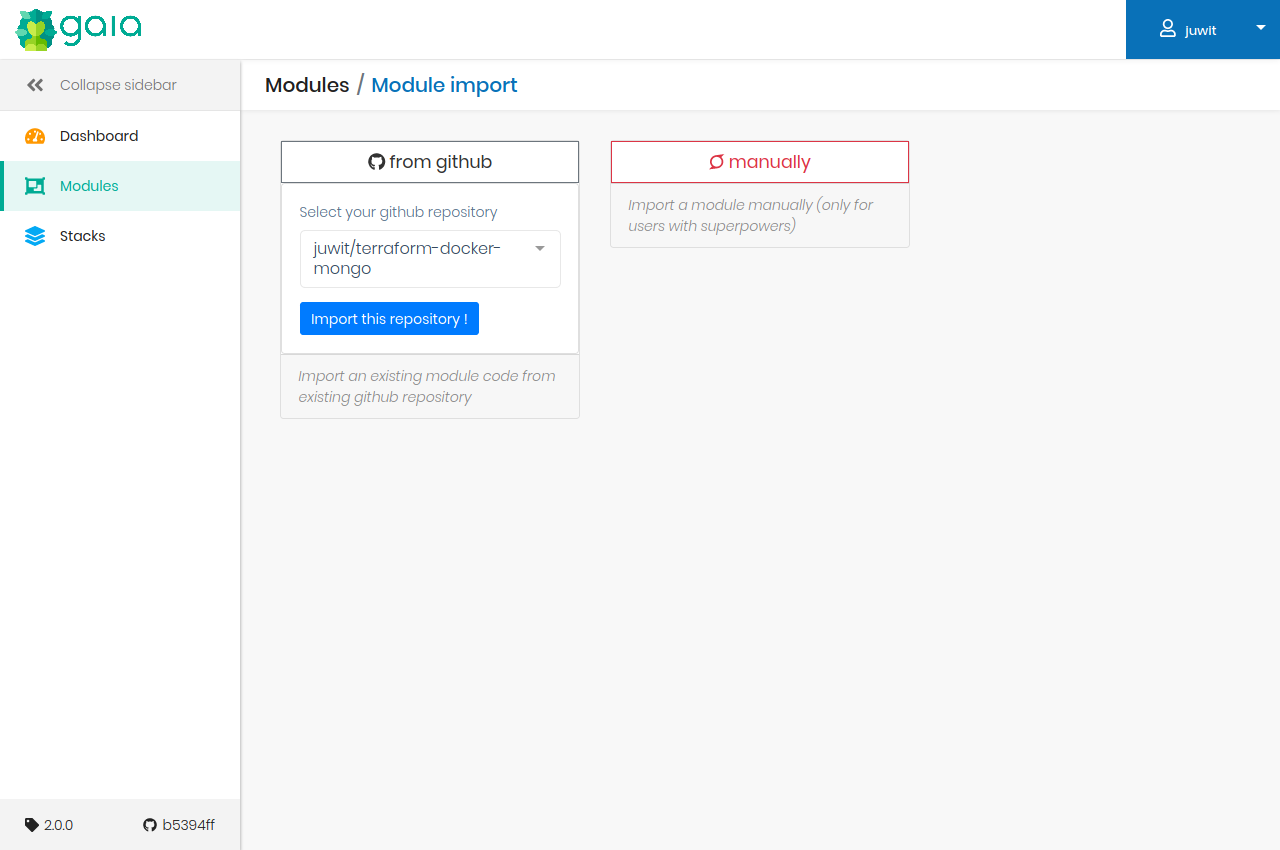 gaia
juwit
Collapse sidebar
Modules / Module import
Dashboard
Modules
Stacks
from github
Select your github repository
juwit/terraform-docker-
mongo
Import this repository !
Import an existing module code from
existing github repository
manually
Import a module manually (only for
users with superpowers)
2.0.0
b5394ff